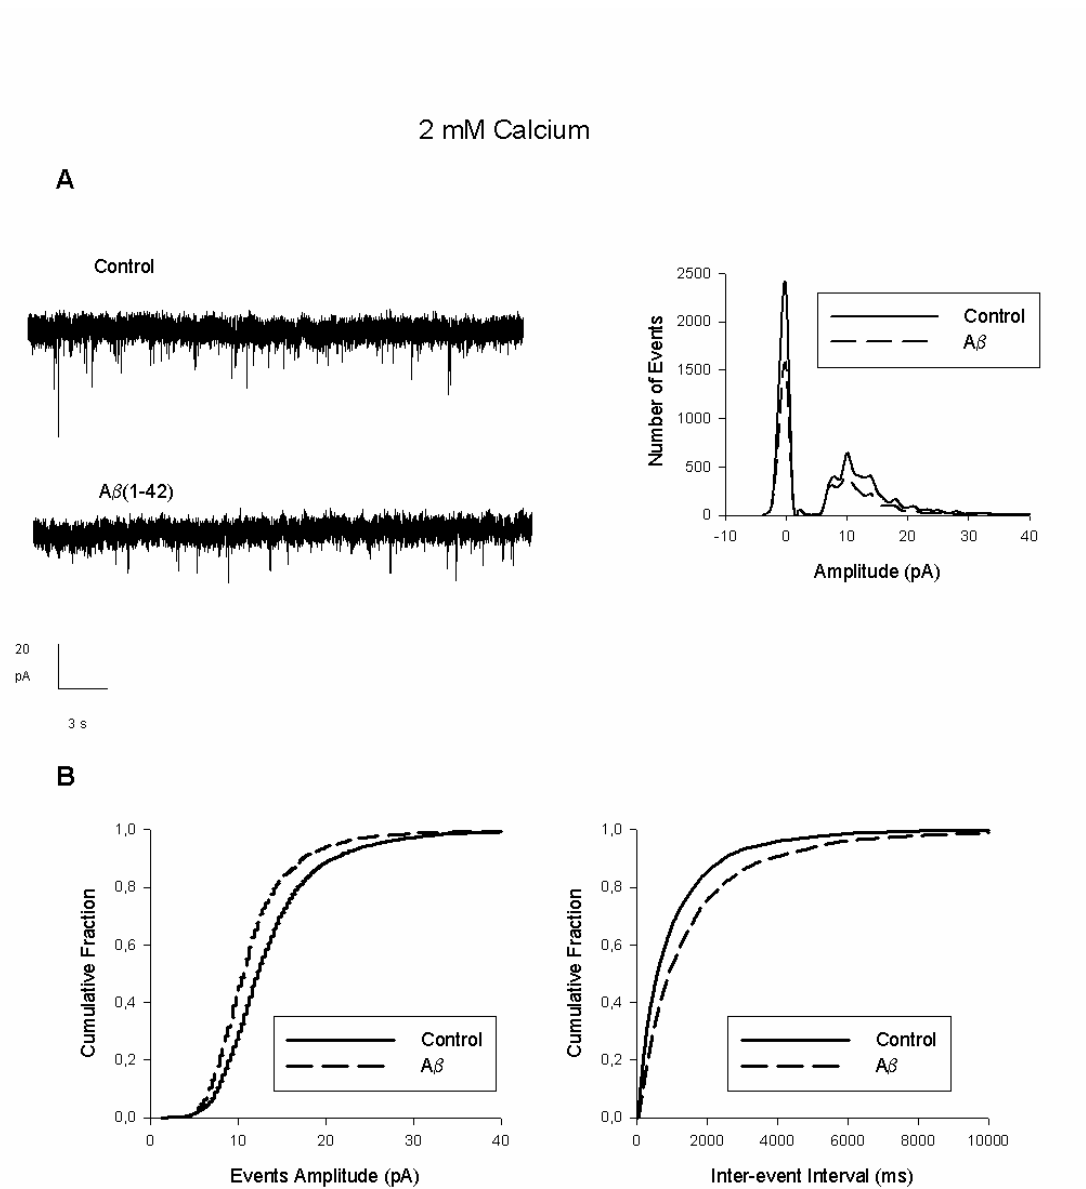 2 mM Calcium
A
Control
Aβ(1-42)
20
pA
3 s
2500
2000
1500
1000
500
0
-10
0
10
20
30
40
Number of Events
Amplitude (pA)
Control
Aβ
B
1,0
0,8
0,6
0,4
0,2
0,0
0
10
20
30
40
Cumulative Fraction
Events Amplitude (pA)
Control
Aβ
1,0
0,8
0,6
0,4
0,2
0,0
0
2000
4000
6000
8000
10000
Cumulative Fraction
Inter-event Interval (ms)
Control
Aβ